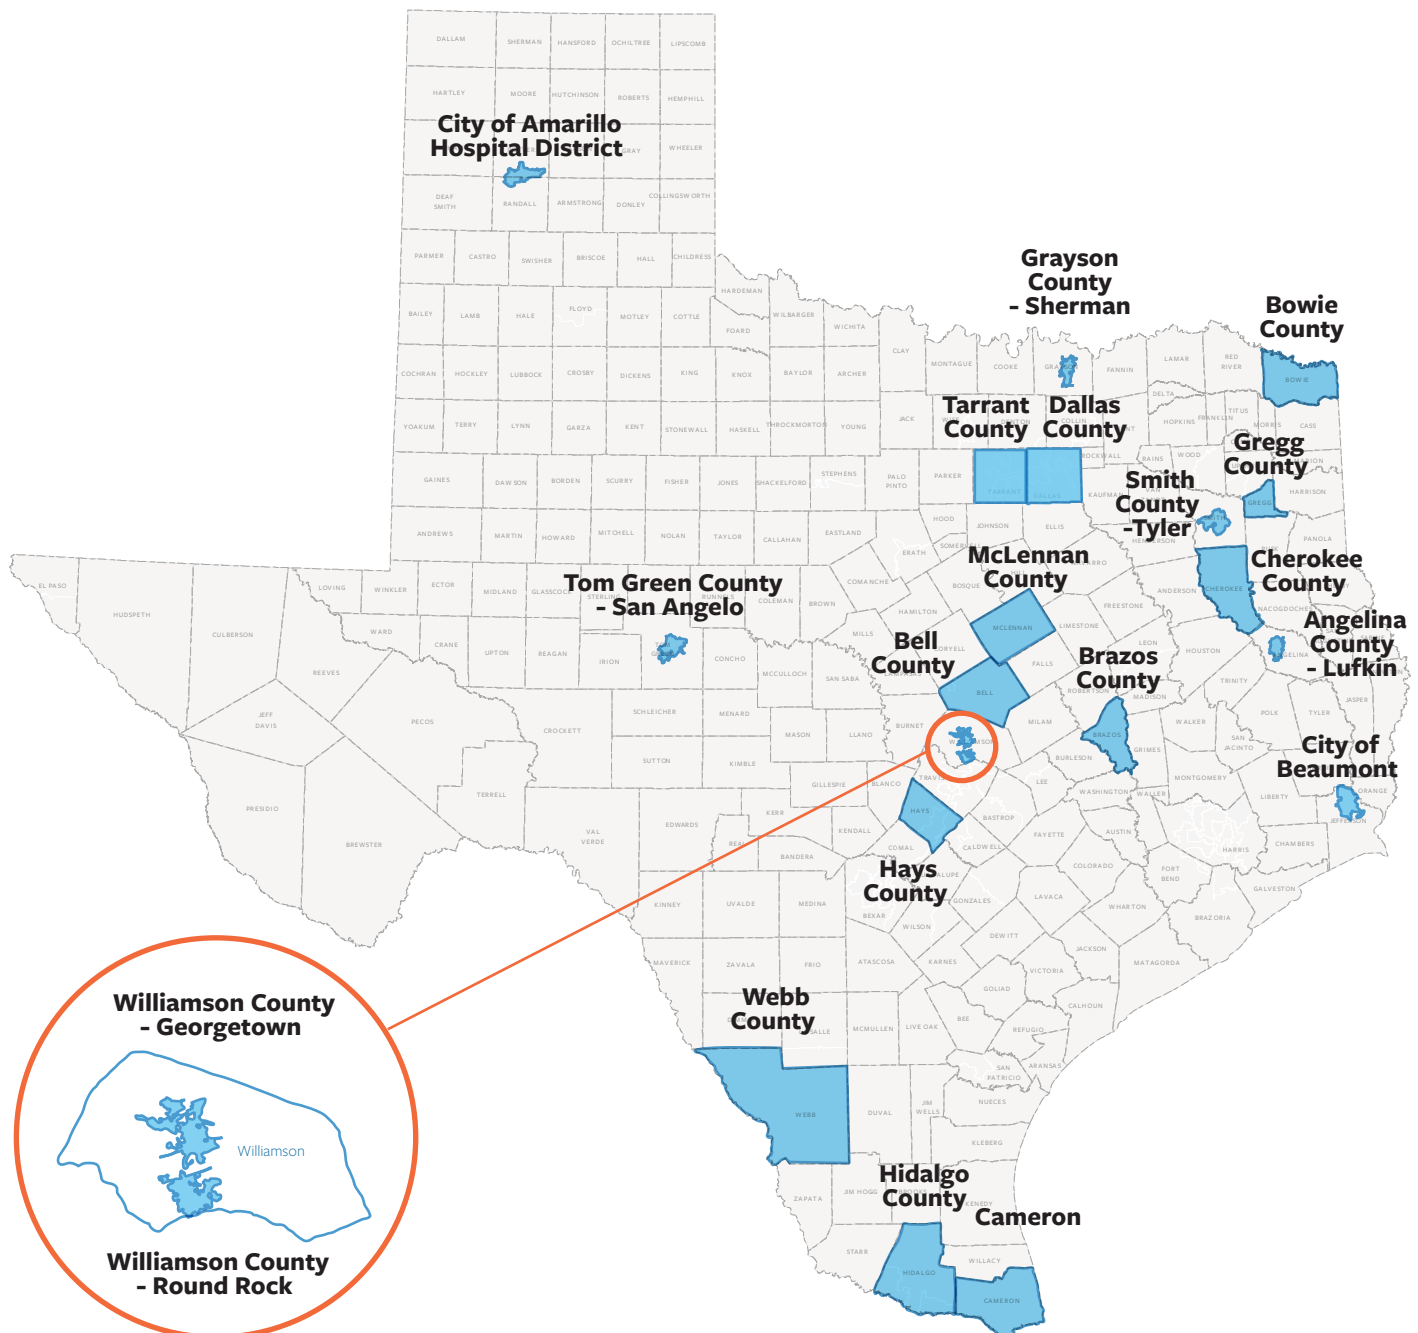 DALLAM
SHERMAN
HANSFORD
OCHILTREE
LIPSCOMB
HARTLEY
MOORE
HUTCHINSON
ROBERTS
HEMPHILL
City of Amarillo
Hospital District
GRAY
WHEELER
DEAF
SMITH
RANDALL
ARMSTRONG
DONLEY
COLLINGSWORTH
PARMER
CASTRO
SWISHER
BRISCOE
HALL
CHILDRESS
Grayson
County
- Sherman
HARDEMAN
BAILEY
LAMB
HALE
FLOYD
MOTLEY
COTTLE
FOARD
WILBARGER
WICHITA
CLAY
MONTAGUE
COOKE
FANNIN
LAMAR
RED
RIVER
Bowie
County
BOWIE
COCHRAN
HOCKLEY
LUBBOCK
CROSBY
DICKENS
KING
KNOX
BAYLOR
ARCHER
DELTA
YOAKUM
TERRY
LYNN
GARZA
KENT
STONEWALL
HASKELL
THROCKMORTON
YOUNG
JACK
Tarrant
County
Dallas
County
HOPKINS
FRANKLIN
TITUS
MORRIS
CASS
Gregg
County
GAINES
DAWSON
BORDEN
SCURRY
FISHER
JONES
SHACKELFORD
STEPHENS
PALO
PINTO
PARKER
TARRANT
DALLAS
ROCKWALL
KAUFMAN
RAINS
WOOD
GREGG
HARRISON
Smith
County
-Tyler
ANDREWS
MARTIN
HOWARD
MITCHELL
NOLAN
TAYLOR
CALLAHAN
EASTLAND
ERATH
HOOD
JOHNSON
ELLIS
HENDERSON
PANOLA
EL PASO
HUDSPETH
CULBERSON
LOVING
WINKLER
ECTOR
MIDLAND
GLASSCOCK
STERLING
Tom Green County
- San Angelo
COLEMAN
BROWN
COMANCHE
BOSQUE
McLennan
County
ANDERSON
CHEROKEE
Cherokee
County
NACOGDOCHES
WARD
CRANE
UPTON
REAGAN
IRION
CONCHO
MCCULLOCH
SAN SABA
MILLS
HAMILTON
MCLENNAN
LIMESTONE
FREESTONE
LEON
HOUSTON
Angelina
County
- Lufkin
Bell
County
BELL
FALLS
Brazos
County
ROBERTSON
MADISON
TRINITY
REEVES
JEFF
DAVIS
PECOS
CROCKETT
SCHLEICHER
MENARD
MASON
LLANO
BURNET
MILAM
BRAZOS
GRIMES
WALKER
POLK
TYLER
JASPER
SAN
JACINTO
City of
Beaumont
PRESIDIO
BREWSTER
TERRELL
SUTTON
KIMBLE
GILLESPIE
BLANCO
TRAVIS
LEE
BURLESON
WASHINGTON
WALLER
MONTGOMERY
LIBERTY
ORANGE
JEFFERSON
VAL
VERDE
EDWARDS
REAL
KERR
KENDALL
BANDERA
HAYS
COMAL
CALDWELL
BASTROP
FAYETTE
AUSTIN
HARRIS
CHAMBERS
Hays
County
COLORADO
FORT
BEND
GALVESTON
KINNEY
UVALDE
MEDINA
BEXAR
WILSON
GONZALES
LAVACA
WHARTON
BRAZORIA
MAVERICK
ZAVALA
FRIO
ATASCOSA
KARNES
DEWITT
JACKSON
MATAGORDA
VICTORIA
GOLIAD
CALHOUN
Webb
County
MCMULLEN
LIVE OAK
BEE
REFUGIO
SAN
PATRICIO
ARANSAS
WEBB
DUVAL
JIM
WELLS
NUECES
KLEBERG
ZAPATA
JIM HOGG
KENEDY
Hidalgo
County
Cameron
STARR
HIDALGO
WILLACY
CAMERON
Williamson County
- Georgetown
Williamson
Williamson County
- Round Rock